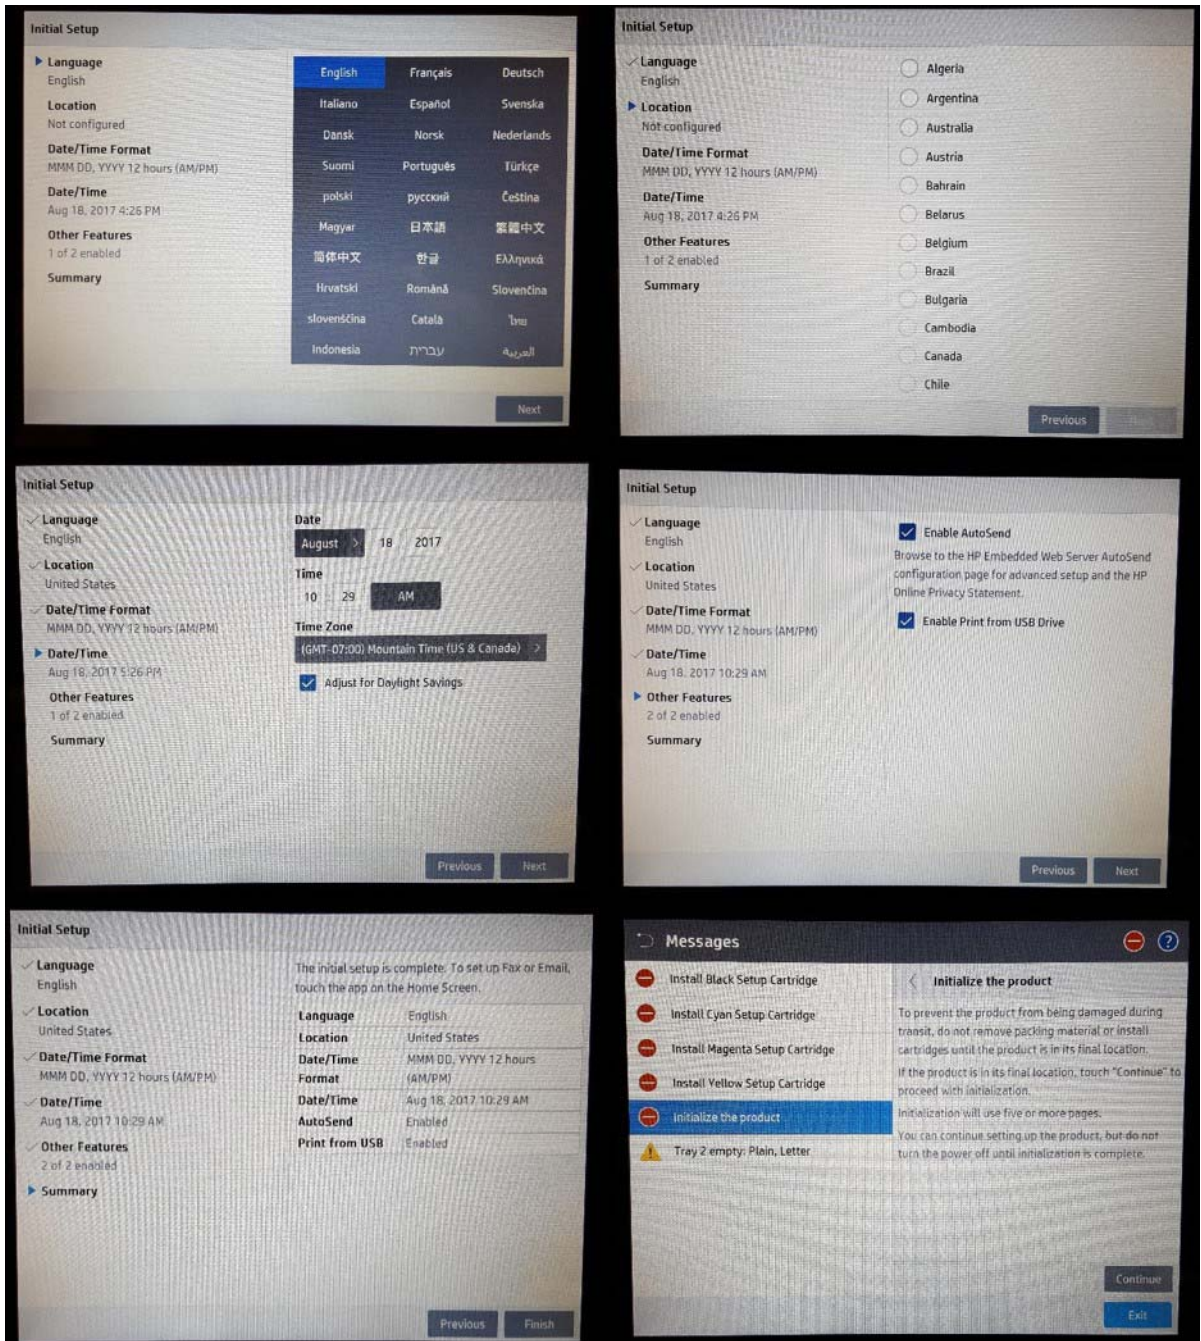 Initial Setup
Language
English
Location
Not configured
Date/Time Format
MMM DD, YYYY 12 hours (AM/PM)
Date/Time
Aug 18, 2017 4:26 PM
Other Features
1 of 2 enabled
Summary
English Français Deutsch
Italiano Español Svenska
Dansk Norsk Nederlands
Suomi Português Türkçe
polski русский Čeština
Magyar 日本語 繁體中文
简体中文 한글 Ελληνικά
Hrvatski Română Slovenčina
slovenščina Català ไทย
Indonesia עברית العربية
Next
Initial Setup
Language
English
Location
Not configured
Date/Time Format
MMM DD, YYYY 12 hours (AM/PM)
Date/Time
Aug 18, 2017 4:26 PM
Other Features
1 of 2 enabled
Summary
Algeria
Argentina
Australia
Austria
Bahrain
Belarus
Belgium
Brazil
Bulgaria
Cambodia
Canada
Chile
Previous
Initial Setup
Language
English
Location
United States
Date/Time Format
MMM DD, YYYY 12 hours (AM/PM)
Date/Time
Aug 18, 2017 5:26 PM
Other Features
1 of 2 enabled
Summary
Date
August > 18 2017
Time
10 29 AM
Time Zone
(GMT-07:00) Mountain Time (US & Canada) >
Adjust for Daylight Savings
Previous Next
Initial Setup
Language
English
Location
United States
Date/Time Format
MMM DD, YYYY 12 hours (AM/PM)
Date/Time
Aug 18, 2017 10:29 AM
Other Features
2 of 2 enabled
Summary
Enable AutoSend
Browse to the HP Embedded Web Server AutoSend
configuration page for advanced setup and the HP
Online Privacy Statement.
Enable Print from USB Drive
Previous Next
Initial Setup
Language
English
Location
United States
Date/Time Format
MMM DD, YYYY 12 hours (AM/PM)
Date/Time
Aug 18, 2017 10:29 AM
Other Features
2 of 2 enabled
Summary
The initial setup is complete. To set up Fax or Email,
touch the app on the Home Screen.
Language English
Location United States
Date/Time MMM DD, YYYY 12 hours
Format (AM/PM)
Date/Time Aug 18, 2017 10:29 AM
AutoSend Enabled
Print from USB Enabled
Previous Finish
Messages ?
Install Black Setup Cartridge
Install Cyan Setup Cartridge
Install Magenta Setup Cartridge
Install Yellow Setup Cartridge
Initialize the product
Tray 2 empty: Plain, Letter
< Initialize the product
To prevent the product from being damaged during
transit, do not remove packing material or install
cartridges until the product is in its final location.
If the product is in its final location, touch "Continue" to
proceed with initialization.
Initialization will use five or more pages.
You can continue setting up the product, but do not
turn the power off until initialization is complete.
Continue
Exit